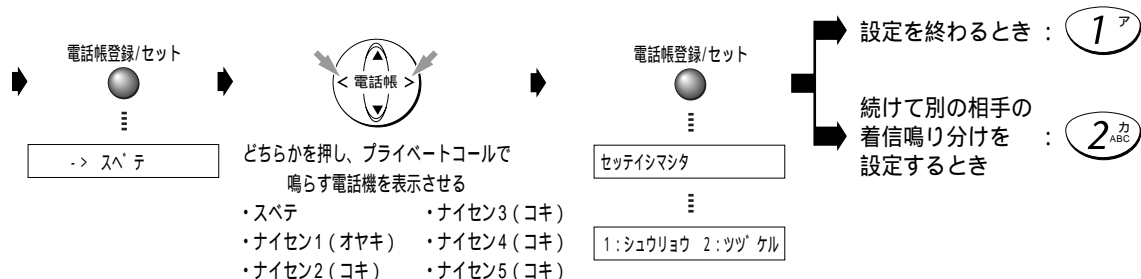 電話帳登録/セット
-> スベテ
< 電話帳 >
どちらかを押し、プライベートコールで
鳴らす電話機を表示させる
・スベテ
・ナイセン1(オヤキ)
・ナイセン2(コキ)
・ナイセン3(コキ)
・ナイセン4(コキ)
・ナイセン5(コキ)
電話帳登録/セット
セッテイシマシタ
1:シュウリョウ 2:ツヅケル
設定を終わるとき : 1 ア
続けて別の相手の
着信鳴り分けを : 2 カ ABC
設定するとき